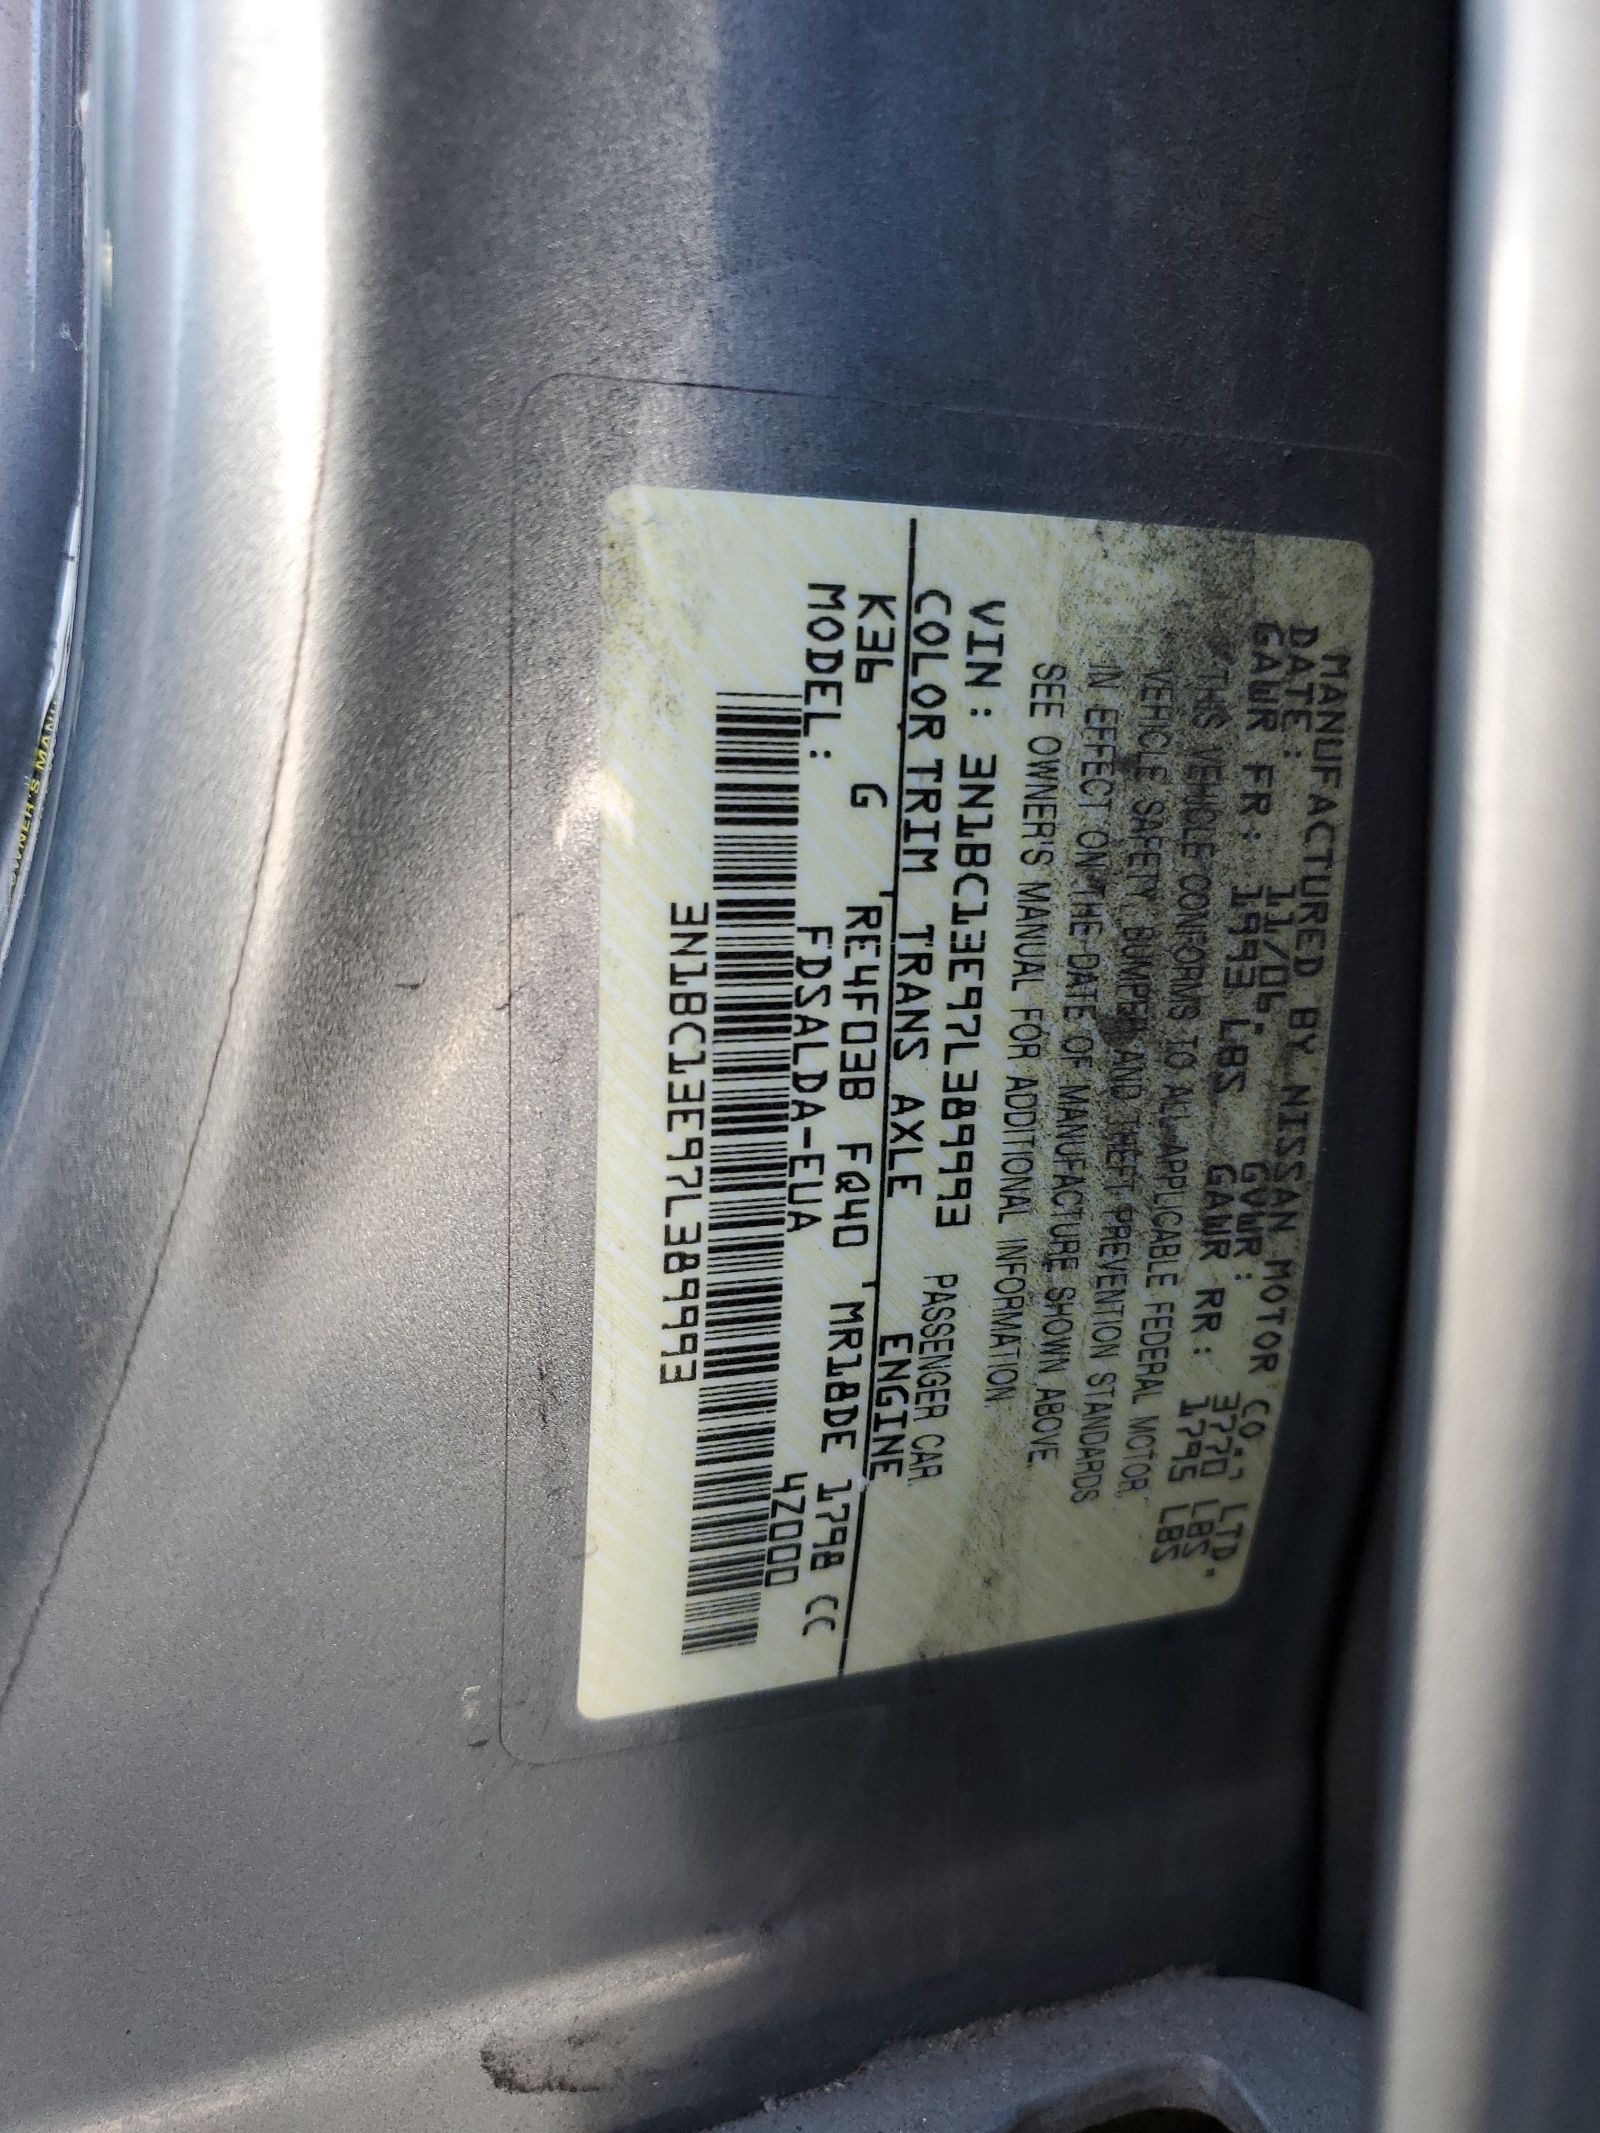 MANUFACTURED BY NISSAN MOTOR CO., LTD.
DATE: 11/06. GVWR: 3770 LBS.
GAWR FR: 1993 LBS GAWR RR: 1795 LBS
THIS VEHICLE CONFORMS TO ALL APPLICABLE FEDERAL MOTOR
VEHICLE SAFETY, BUMPER AND THEFT PREVENTION STANDARDS
IN EFFECT ON THE DATE OF MANUFACTURE SHOWN ABOVE.
SEE OWNER'S MANUAL FOR ADDITIONAL INFORMATION.
VIN: 3N1BC13E97L389993 PASSENGER CAR.
COLOR TRIM TRANS AXLE ENGINE
K36 G 'RE4F03B FQ40 'MR18DE 1798 CC
MODEL: FDSALDA-EUA 4Z000
3N1BC13E97L389993
OWNER'S